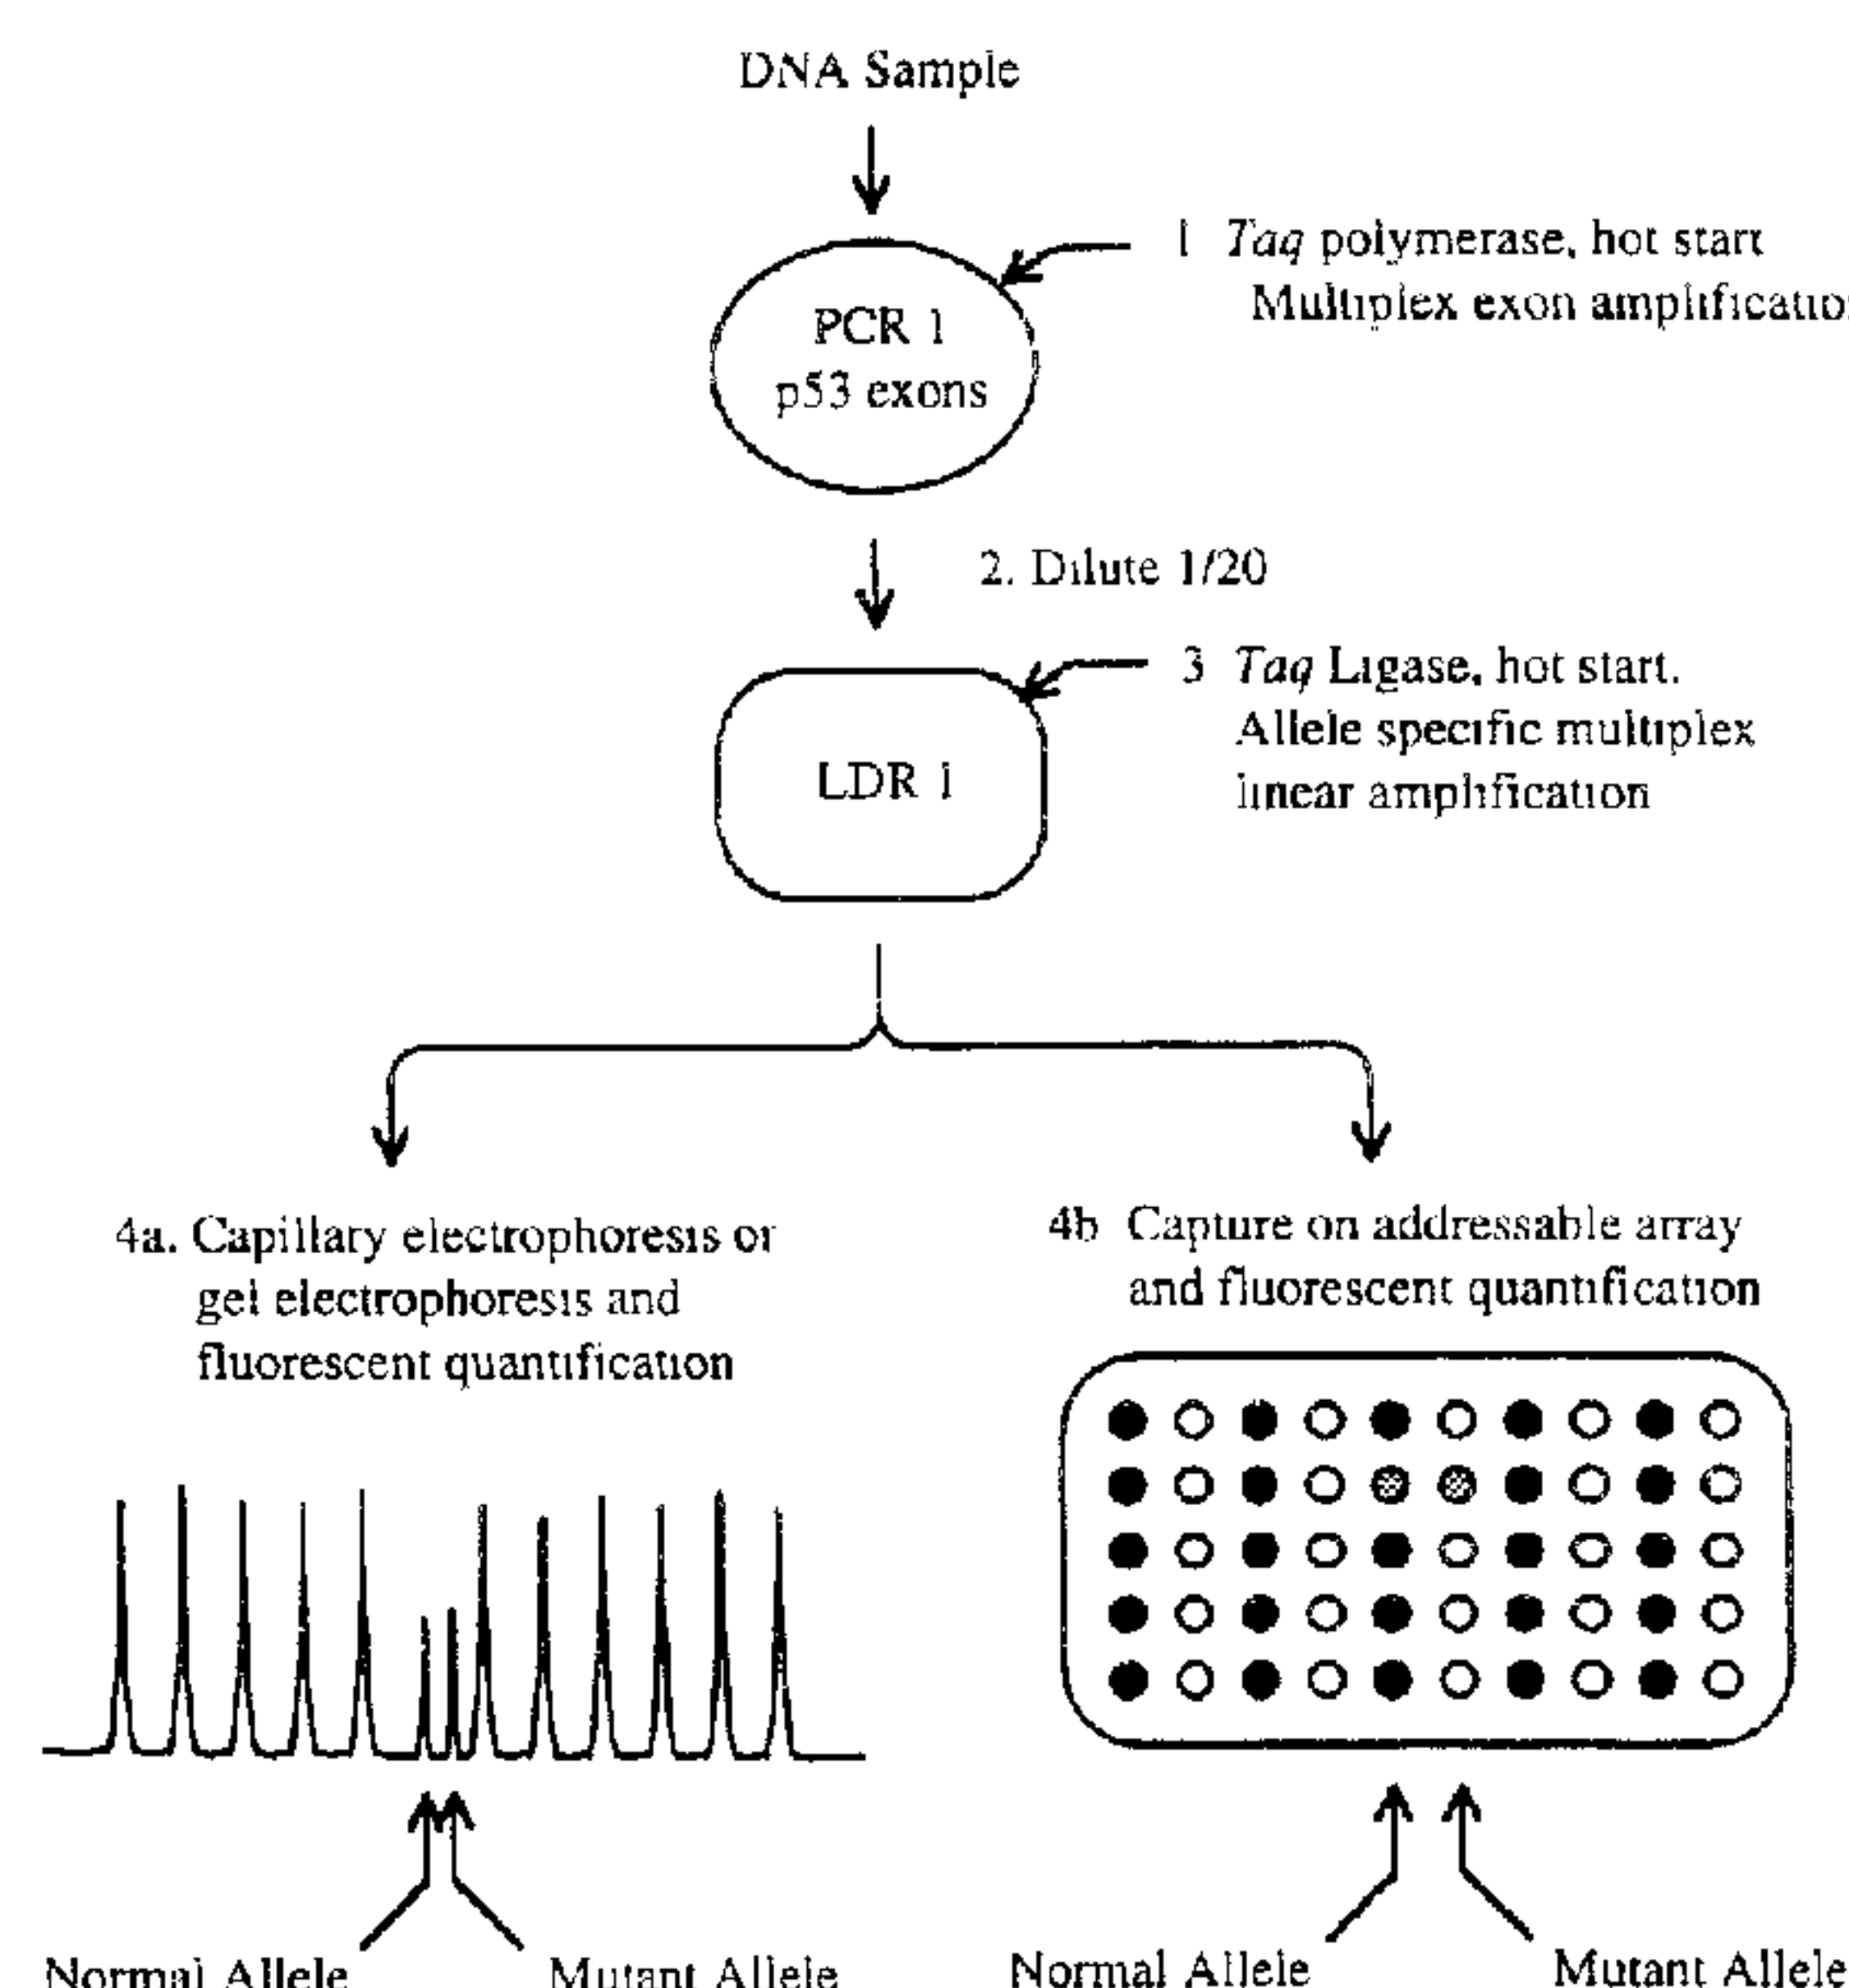 DNA Sample
1 Taq polymerase, hot start
Multiplex exon amplificatio
PCR 1
p53 exons
2. Dilute 1/20
3 Taq Ligase, hot start.
Allele specific multiplex
linear amplification
LDR 1
4a. Capillary electrophoresis or
gel electrophoresis and
fluorescent quantification
4b Capture on addressable array
and fluorescent quantification
Normal Allele
Mutant Allele
Normal Allele
Mutant Allele